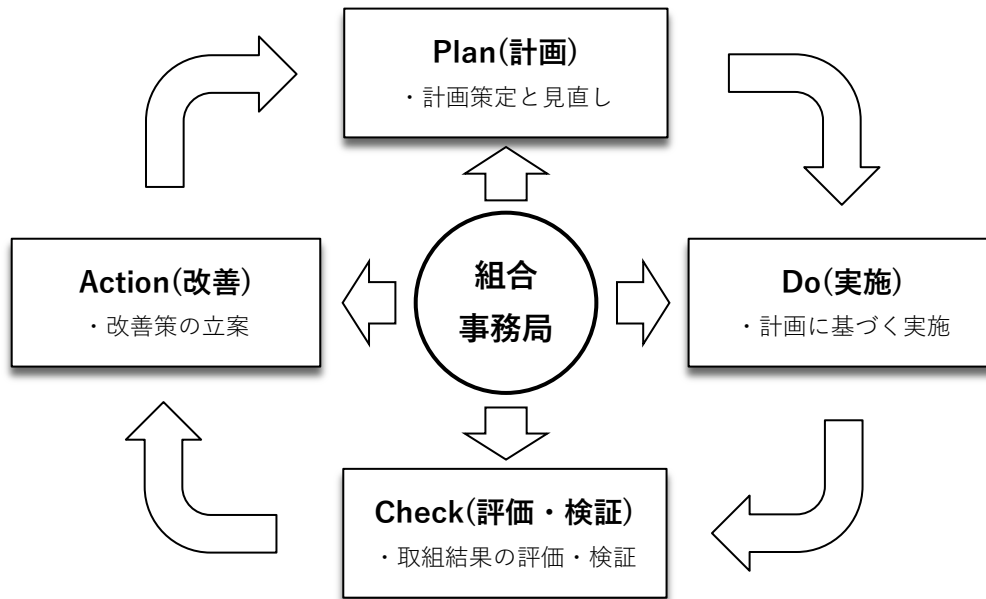 Plan(計画)
・計画策定と見直し
Action(改善)
・改善策の立案
組合
事務局
Do(実施)
・計画に基づく実施
Check(評価・検証)
・取組結果の評価・検証